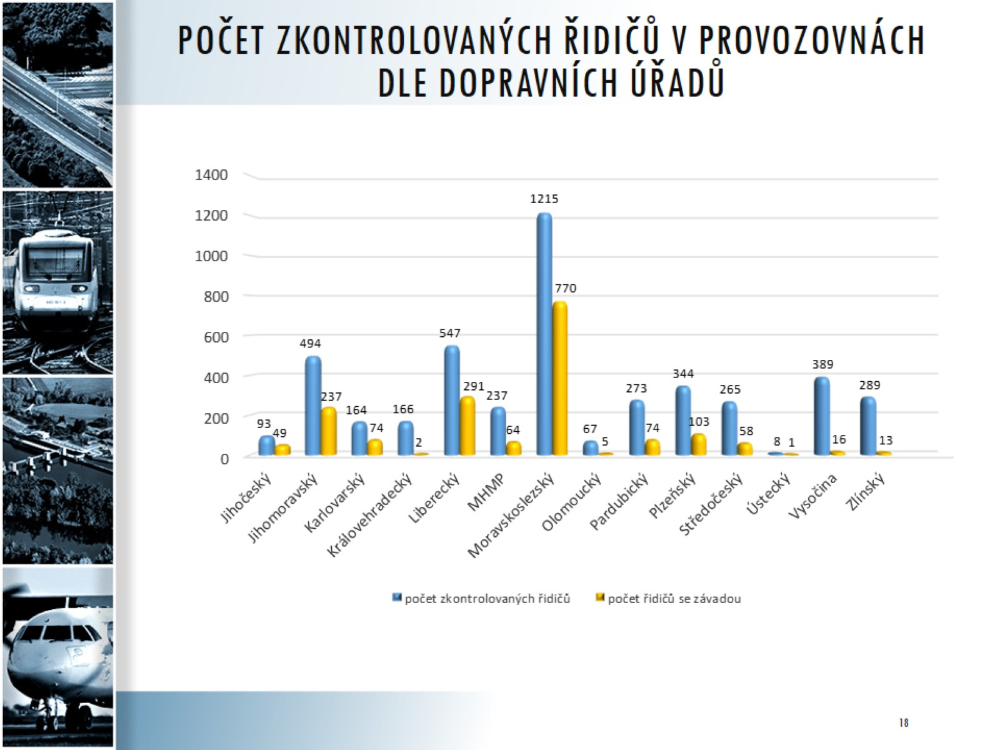 POČET ZKONTROLOVANÝCH ŘIDIČŮ V PROVOZOVNÁCH
DLE DOPRAVNÍCH ÚŘADŮ
1400
1200
1000
800
600
400
200
0
93
49
494
237
164
74
166
2
547
291
237
64
1215
770
67
5
273
74
344
103
265
58
8
1
389
16
289
13
Jihočeský
Jihomoravský
Karlovarský
Královehradecký
Liberecký
MHMP
Moravskoslezský
Olomoucký
Pardubický
Plzeňský
Středočeský
Ústecký
Vysočina
Zlínský
počet zkontrolovaných řidičů
počet řidičů se závadou
18